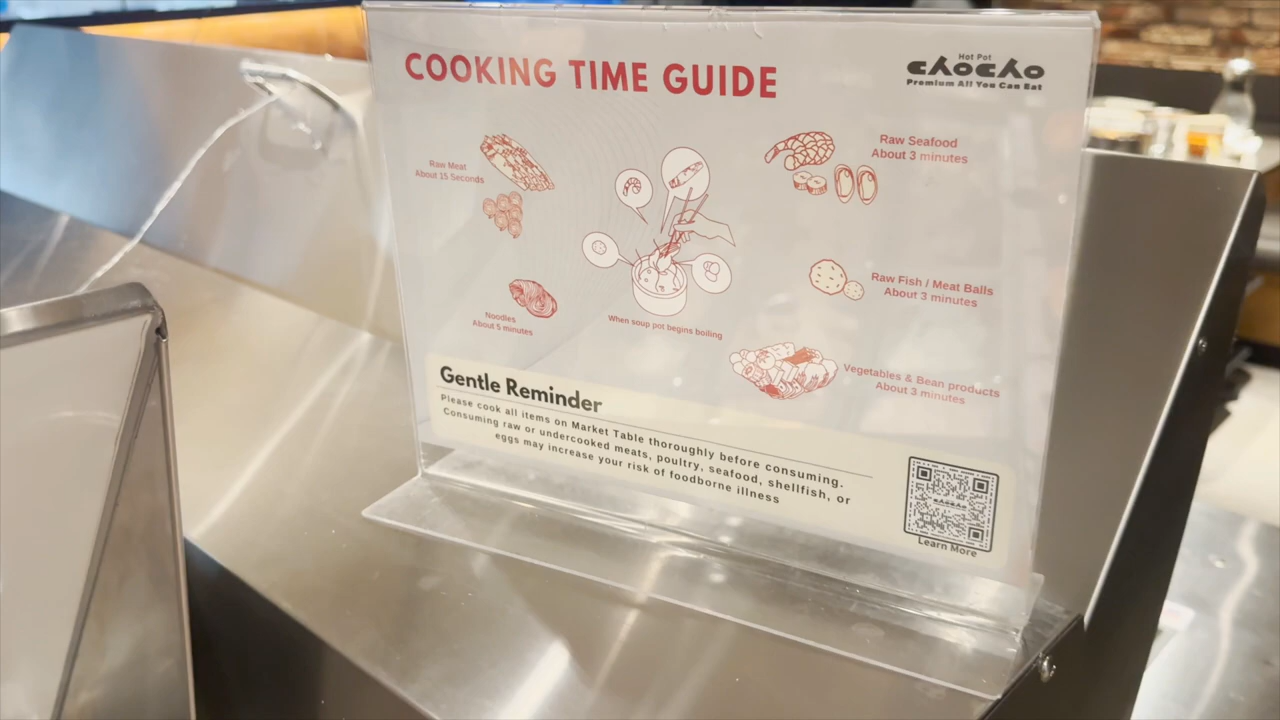 COOKING TIME GUIDE
Hot Pot
chocho
Premium All You Can Eat
Raw Meat
About 15 Seconds
Raw Seafood
About 3 minutes
Noodles
About 5 minutes
When soup pot begins boiling
Raw Fish / Meat Balls
About 3 minutes
Vegetables & Bean products
About 3 minutes
Gentle Reminder
Please cook all items on Market Table thoroughly before consuming.
Consuming raw or undercooked meats, poultry, seafood, shellfish, or
eggs may increase your risk of foodborne illness
Learn More